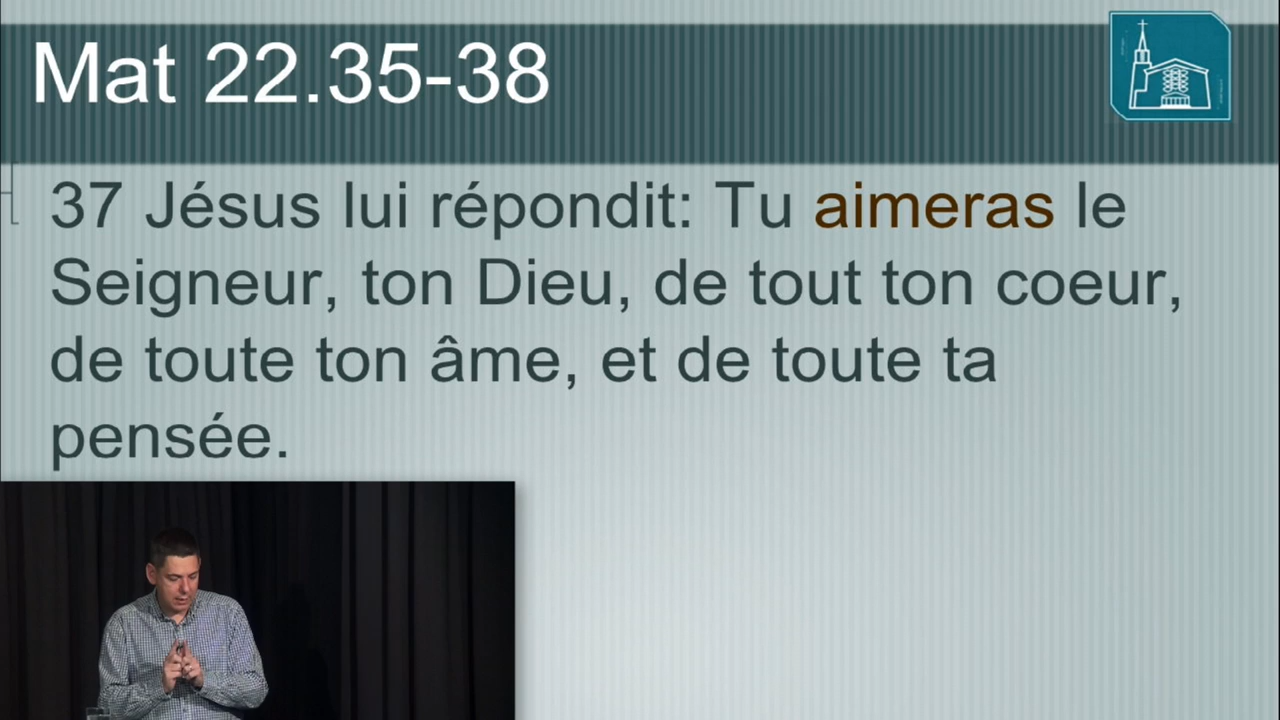 Mat 22.35-38
37 Jésus lui répondit: Tu aimeras le
Seigneur, ton Dieu, de tout ton coeur,
de toute ton âme, et de toute ta
pensée.